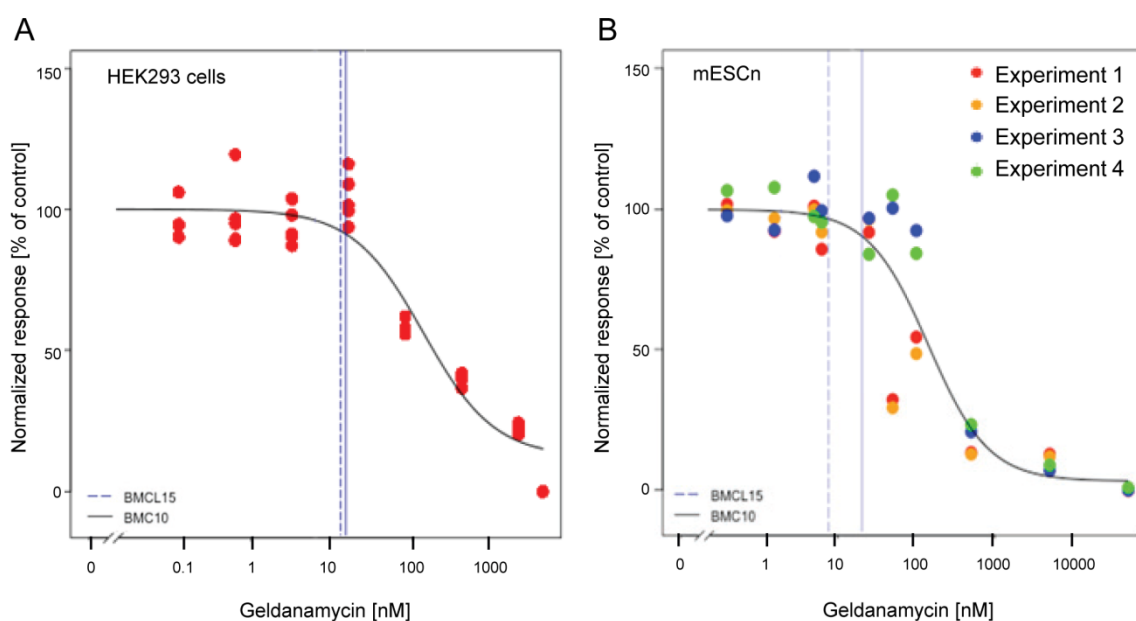 A
HEK293 cells
150
100
50
0
Normalized response [% of control]
BMCL15
BMC10
0
0.1
1
10
100
1000
Geldanamycin [nM]
B
mESCn
Experiment 1
Experiment 2
Experiment 3
Experiment 4
150
100
50
0
Normalized response [% of control]
BMCL15
BMC10
0
1
10
100
1000
10000
Geldanamycin [nM]